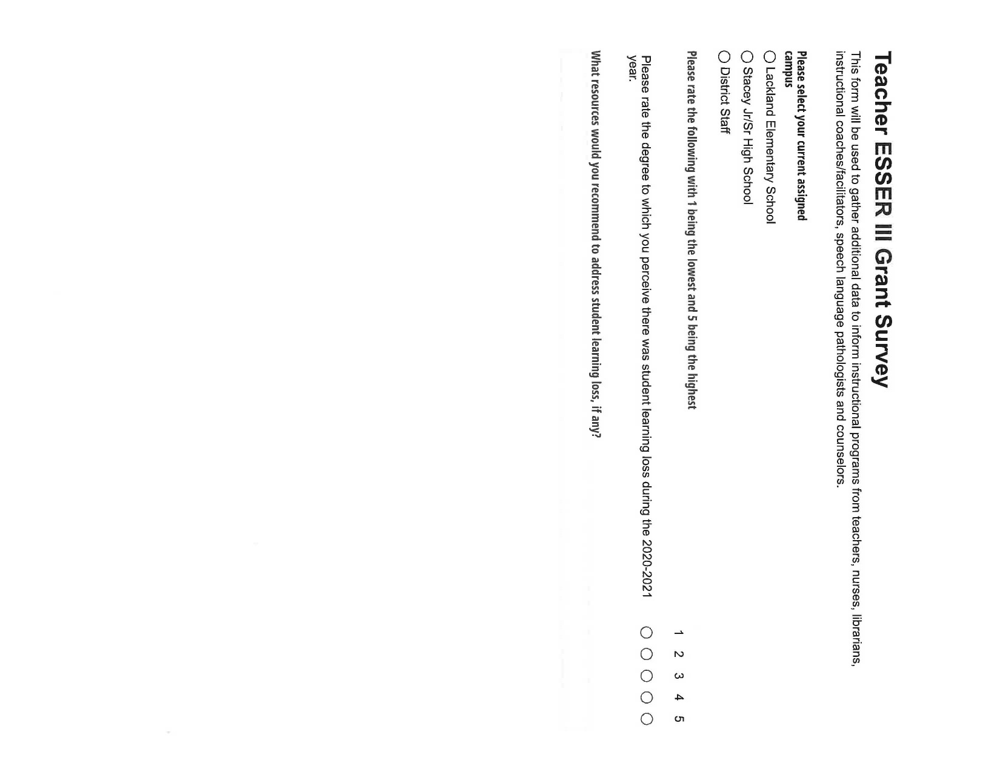 Teacher ESSER III Grant Survey
This form will be used to gather additional data to inform instructional programs from teachers, nurses, librarians,
instructional coaches/facilitators, speech language pathologists and counselors.
Please select your current assigned
campus
Lackland Elementary School
Stacey Jr/Sr High School
District Staff
Please rate the following with 1 being the lowest and 5 being the highest
1 2 3 4 5
Please rate the degree to which you perceive there was student learning loss during the 2020-2021
year.
What resources would you recommend to address student learning loss, if any?